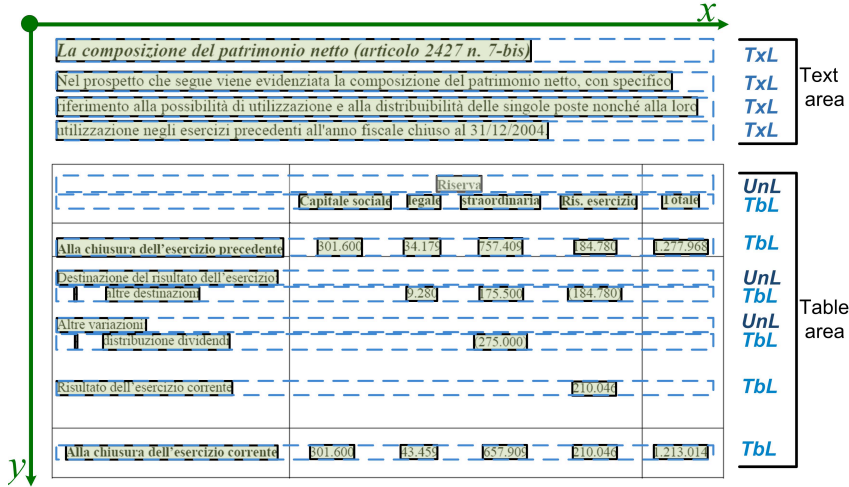 x
La composizione del patrimonio netto (articolo 2427 n. 7-bis) TxL
Nel prospetto che segue viene evidenziata la composizione del patrimonio netto, con specifico TxL
riferimento alla possibilità di utilizzazione e alla distribuibilità delle singole poste nonché alla loro TxL
utilizzazione negli esercizi precedenti all'anno fiscale chiuso al 31/12/2004. TxL
Text area
Riserva UnL
Capitale sociale legale straordinaria Ris. esercizio Totale TbL
Alla chiusura dell'esercizio precedente 301.600 34.179 757.409 184.780 1.277.968 TbL
Destinazione del risultato dell'esercizio: UnL
altre destinazioni 9.280 175.500 (184.780) TbL
Altre variazioni: UnL
distribuzione dividendi (275.000) TbL
Table area
Risultato dell'esercizio corrente 210.046 TbL
Alla chiusura dell'esercizio corrente 301.600 43.459 657.909 210.046 1.213.014 TbL
y